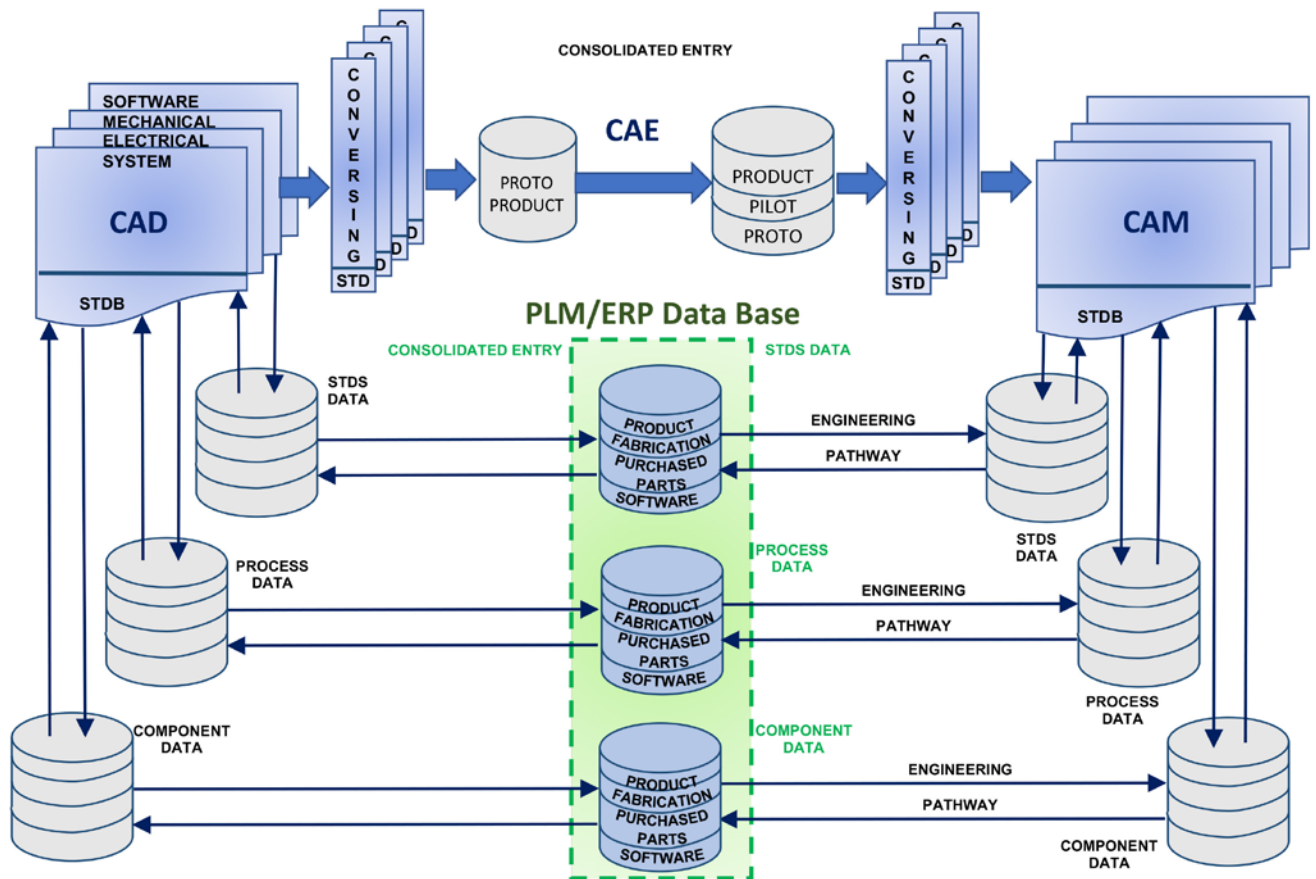 CONSOLIDATED ENTRY
SOFTWARE
MECHANICAL
ELECTRICAL
SYSTEM
CAD
STDB
C
C
C
CONVERSING
D
D
D
STD
PROTO
PRODUCT
CAE
PRODUCT
PILOT
PROTO
C
C
C
CONVERSING
D
D
D
STD
CAM
STDB
PLM/ERP Data Base
CONSOLIDATED ENTRY
STDS DATA
STDS
DATA
PRODUCT
FABRICATION
PURCHASED
PARTS
SOFTWARE
ENGINEERING
PATHWAY
STDS
DATA
PROCESS
DATA
PROCESS
DATA
PRODUCT
FABRICATION
PURCHASED
PARTS
SOFTWARE
ENGINEERING
PATHWAY
PROCESS
DATA
COMPONENT
DATA
COMPONENT
DATA
PRODUCT
FABRICATION
PURCHASED
PARTS
SOFTWARE
ENGINEERING
PATHWAY
COMPONENT
DATA